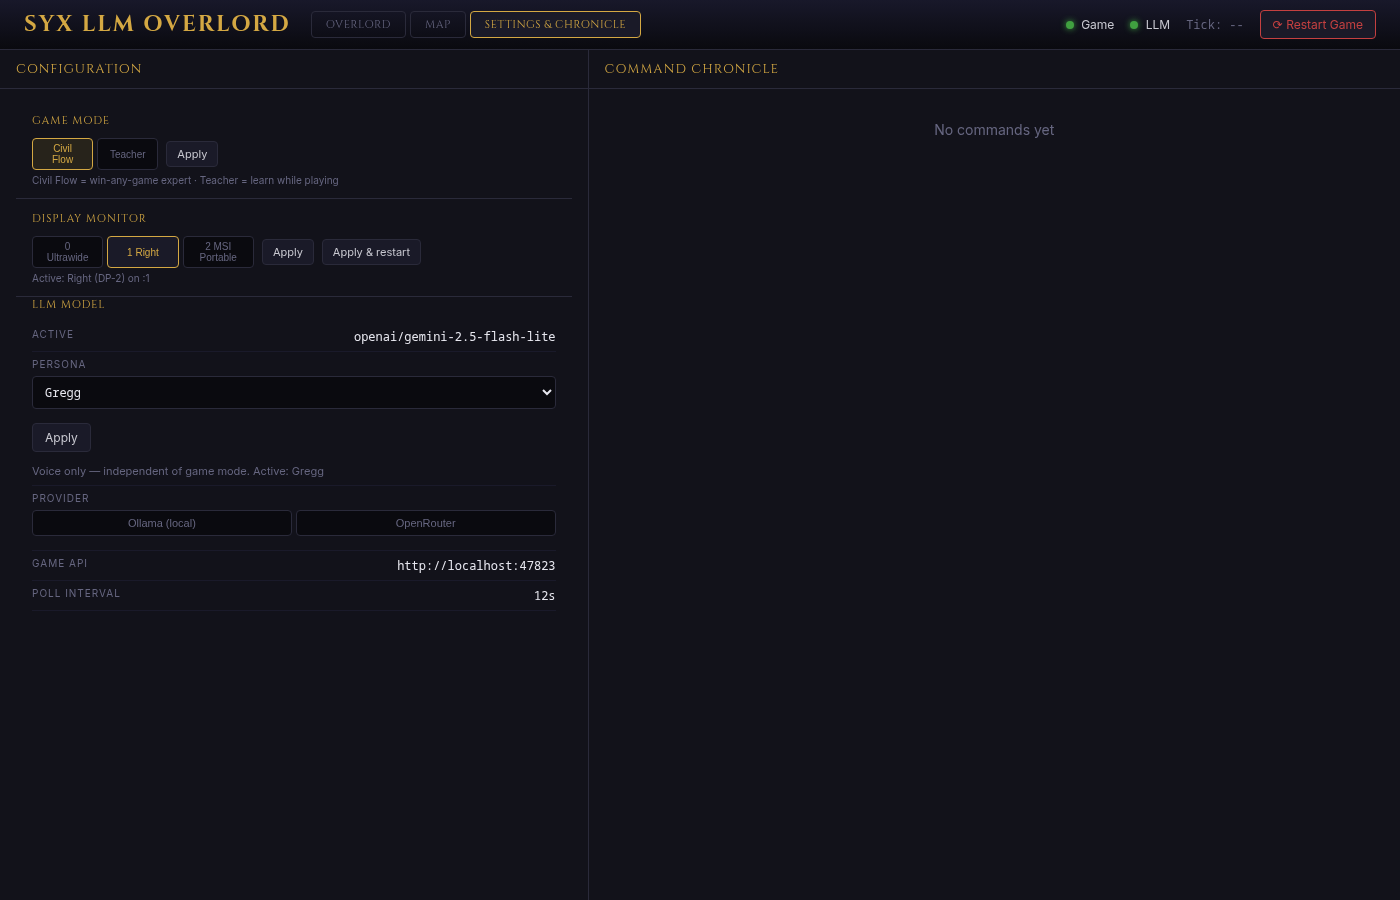 SYX LLM OVERLORD
OVERLORD
MAP
SETTINGS & CHRONICLE
Game
LLM
Tick: --
⟳ Restart Game
CONFIGURATION
GAME MODE
Civil
Flow
Teacher
Apply
Civil Flow = win-any-game expert · Teacher = learn while playing
DISPLAY MONITOR
0
Ultrawide
1 Right
2 MSI
Portable
Apply
Apply & restart
Active: Right (DP-2) on :1
LLM MODEL
ACTIVE
openai/gemini-2.5-flash-lite
PERSONA
Gregg
Apply
Voice only — independent of game mode. Active: Gregg
PROVIDER
Ollama (local)
OpenRouter
GAME API
http://localhost:47823
POLL INTERVAL
12s
COMMAND CHRONICLE
No commands yet